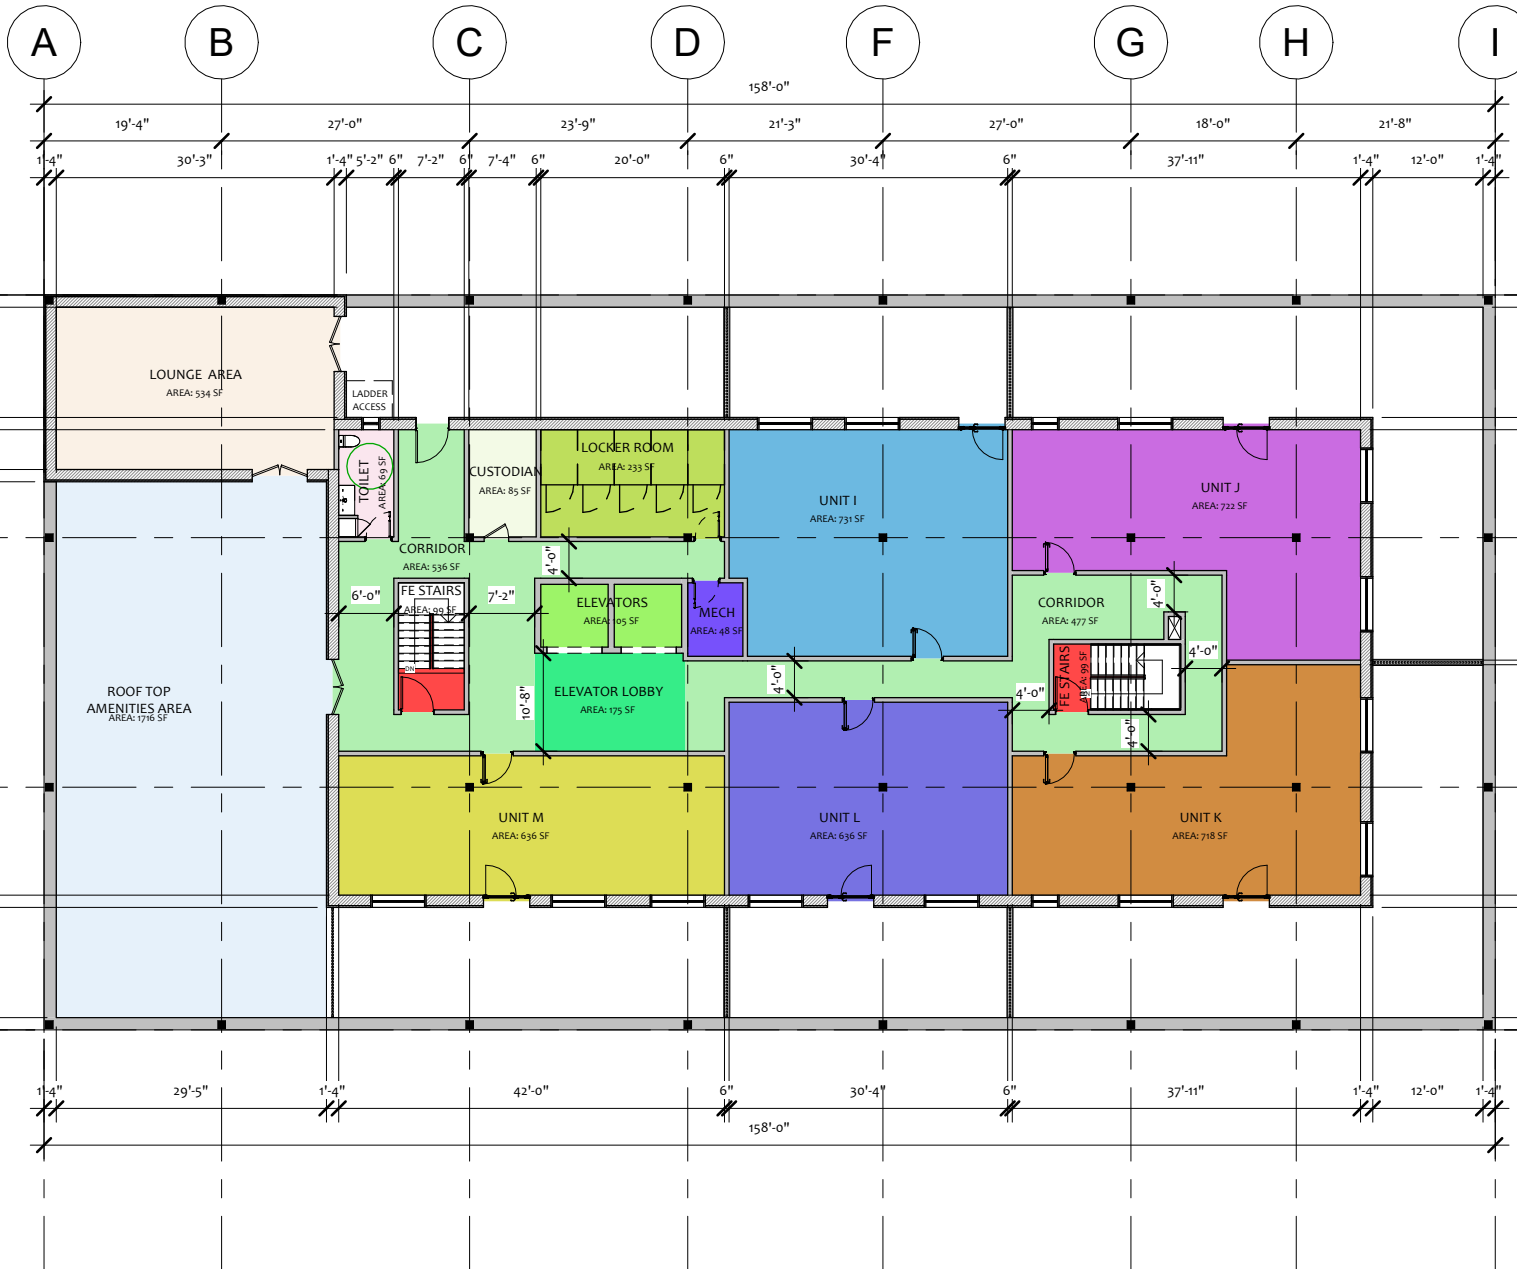 A B C D F G H I
158'-0"
19'-4" 27'-0" 23'-9" 21'-3" 27'-0" 18'-0" 21'-8"
1'-4" 30'-3" 1'-4" 5'-2" 6" 7'-2" 6" 7'-4" 6" 20'-0" 6" 30'-4" 6" 37'-11" 1'-4" 12'-0" 1'-4"
LOUNGE AREA
AREA: 534 SF
LADDER
ACCESS
TOILET
AREA: 69 SF
CUSTODIAN
AREA: 85 SF
LOCKER ROOM
AREA: 233 SF
UNIT I
AREA: 731 SF
UNIT J
AREA: 722 SF
CORRIDOR
AREA: 536 SF
4'-0"
6'-0"
FE STAIRS
AREA: 99 SF
DN
7'-2"
ELEVATORS
AREA: 105 SF
MECH
AREA: 48 SF
CORRIDOR
AREA: 477 SF
4'-0"
4'-0"
FE STAIRS
AREA: 99 SF
4'-0"
4'-0"
4'-0"
10'-8"
ELEVATOR LOBBY
AREA: 175 SF
ROOF TOP
AMENITIES AREA
AREA: 1716 SF
UNIT M
AREA: 636 SF
UNIT L
AREA: 636 SF
UNIT K
AREA: 718 SF
1'-4" 29'-5" 1'-4" 42'-0" 6" 30'-4" 6" 37'-11" 1'-4" 12'-0" 1'-4"
158'-0"